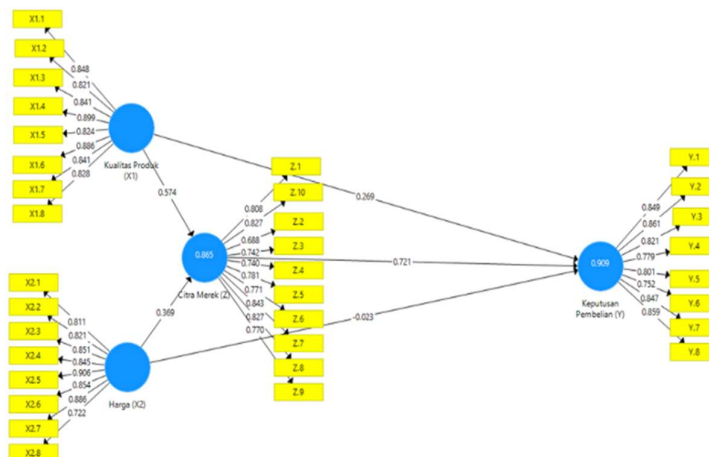 X1.1
X1.2
X1.3
X1.4
X1.5
X1.6
X1.7
X1.8
0.848
0.821
0.841
0.899
0.824
0.886
0.841
0.828
Kualitas Produk
(X1)
0.574
0.269
Z.1
Z.10
Z.2
Z.3
Z.4
Z.5
Z.6
Z.7
Z.8
Z.9
0.808
0.827
0.688
0.742
0.740
0.781
0.771
0.843
0.827
0.770
0.865
Citra Merek (Z)
0.721
0.369
-0.023
X2.1
X2.2
X2.3
X2.4
X2.5
X2.6
X2.7
X2.8
0.811
0.821
0.851
0.845
0.906
0.854
0.886
0.722
Harga (X2)
0.909
Keputusan
Pembelian (Y)
0.849
0.861
0.821
0.779
0.801
0.752
0.847
0.859
Y.1
Y.2
Y.3
Y.4
Y.5
Y.6
Y.7
Y.8